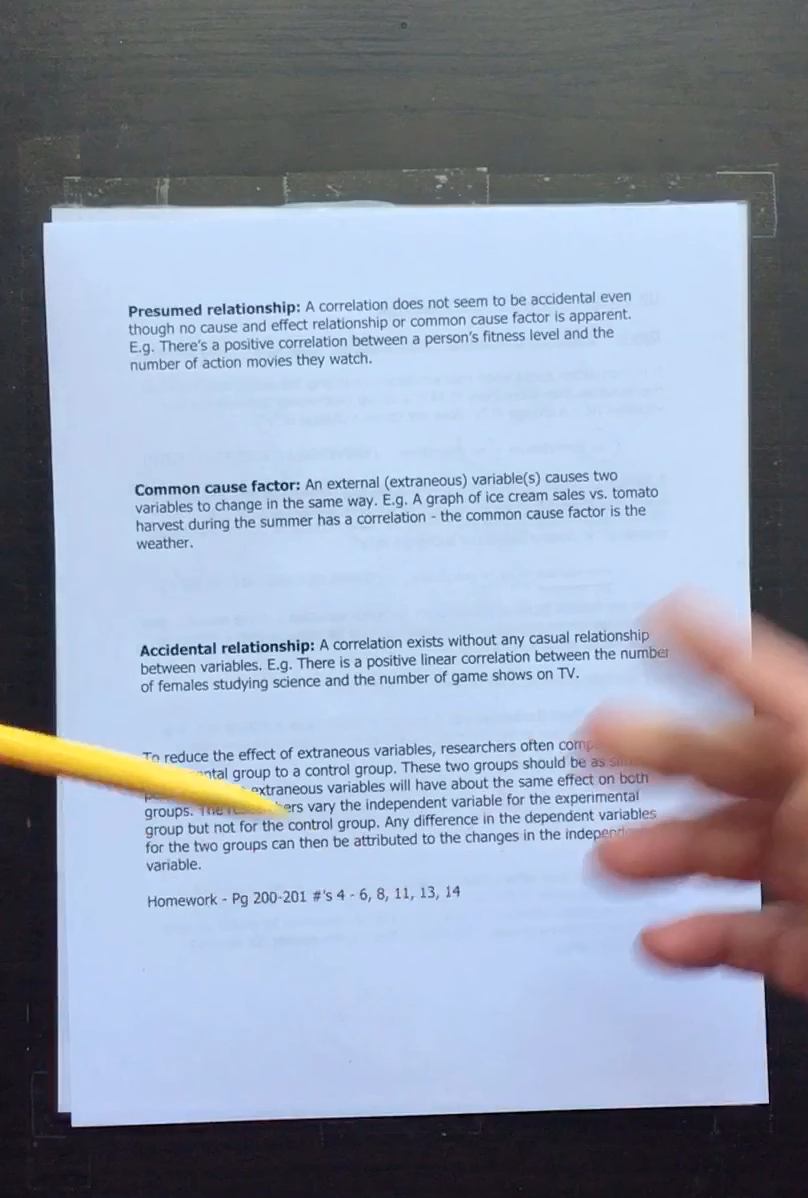 Presumed relationship: A correlation does not seem to be accidental even
though no cause and effect relationship or common cause factor is apparent.
E.g. There's a positive correlation between a person's fitness level and the
number of action movies they watch.
Common cause factor: An external (extraneous) variable(s) causes two
variables to change in the same way. E.g. A graph of ice cream sales vs. tomato
harvest during the summer has a correlation - the common cause factor is the
weather.
Accidental relationship: A correlation exists without any casual relationship
between variables. E.g. There is a positive linear correlation between the number
of females studying science and the number of game shows on TV.
To reduce the effect of extraneous variables, researchers often
group to a control group. These two groups should be as
extraneous variables will have about the same effect on both
groups. vary the independent variable for the experimental
group but not for the control group. Any difference in the dependent variables
for the two groups can then be attributed to the changes in the
variable.
Homework - Pg 200-201 #'s 4 - 6, 8, 11, 13, 14